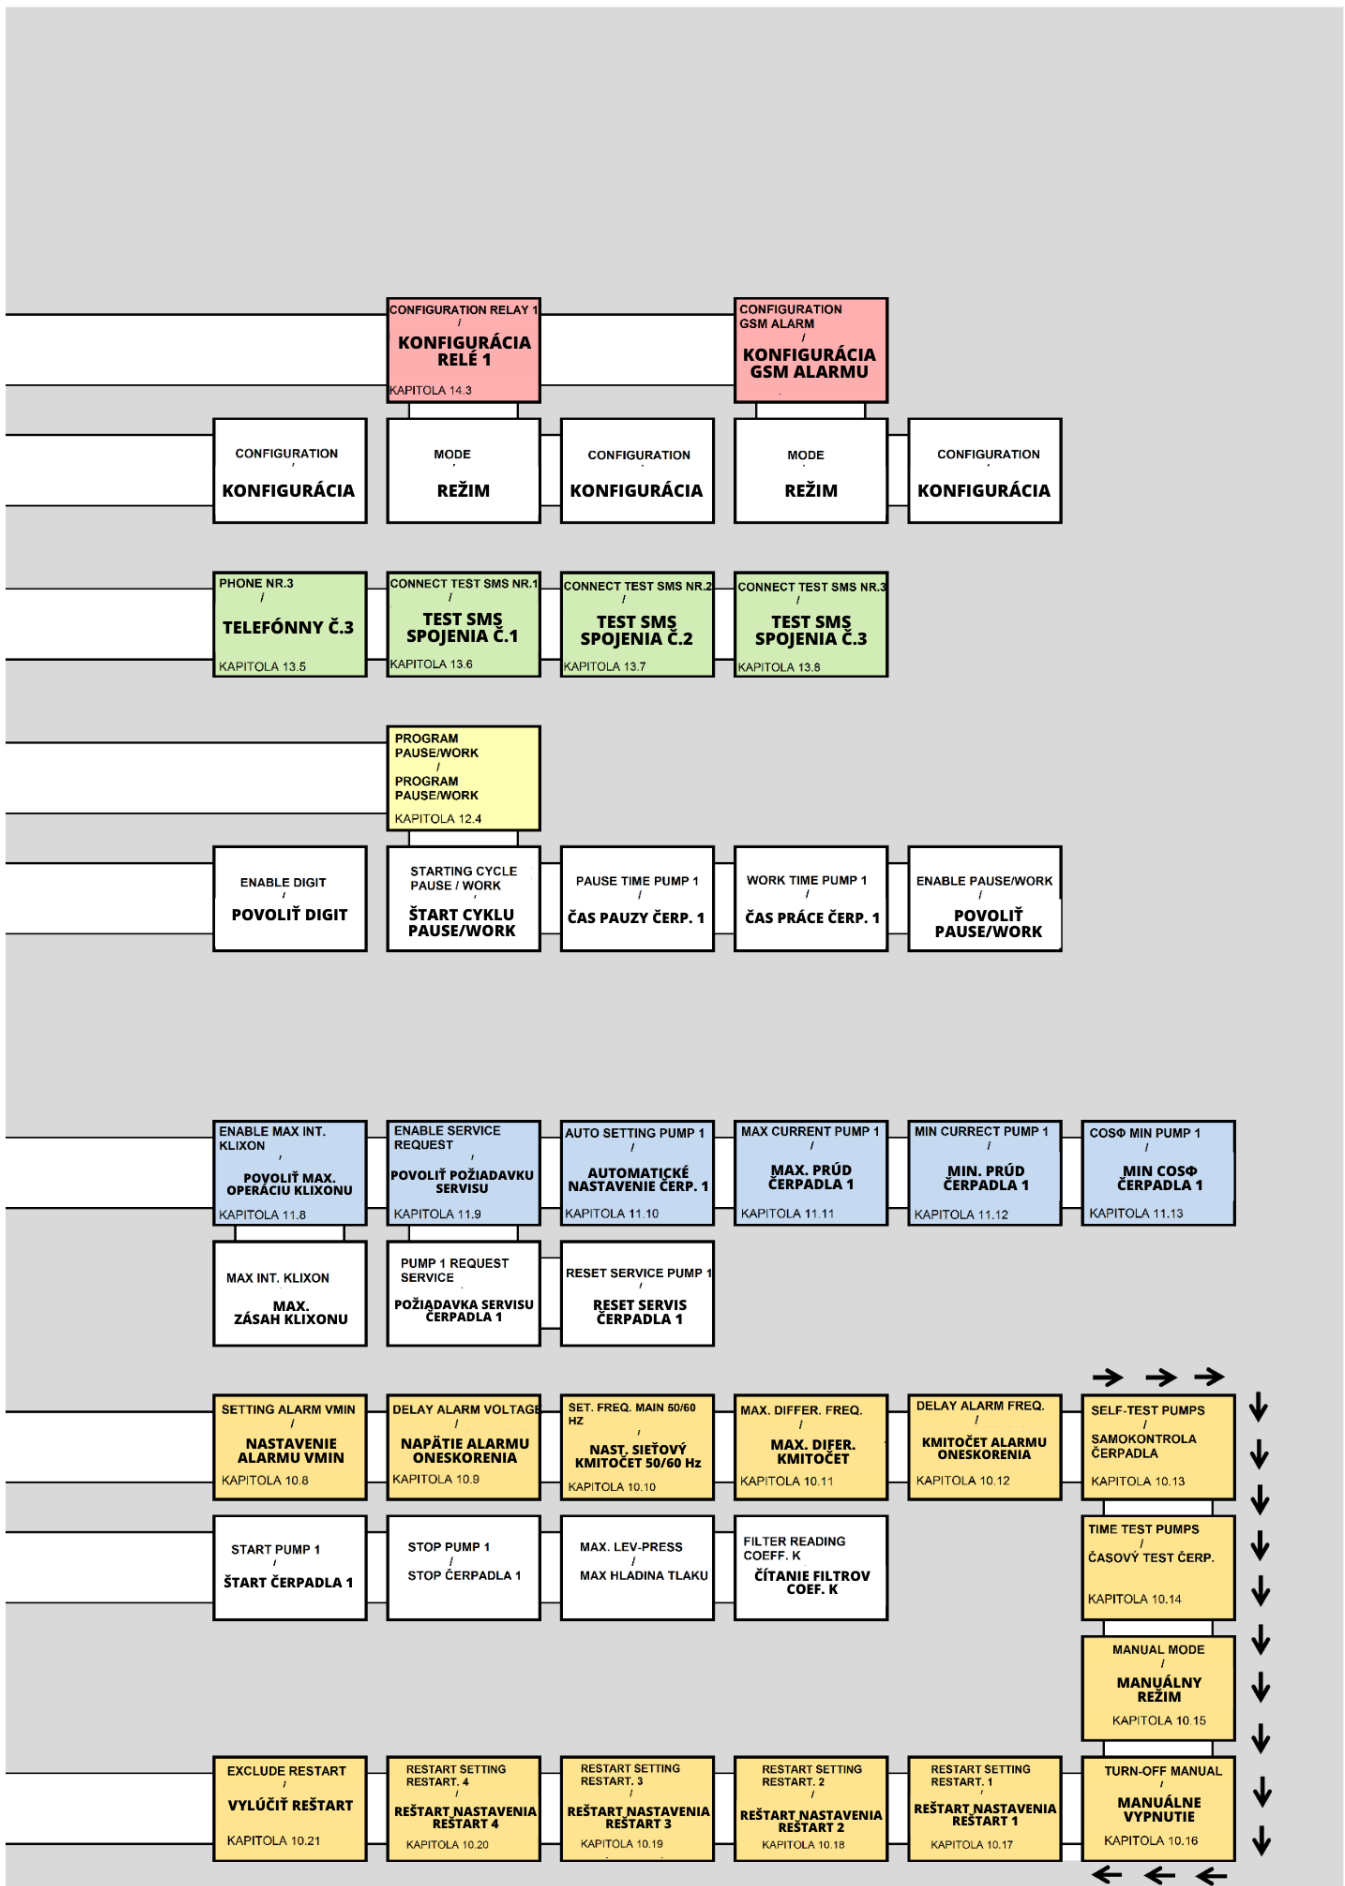 CONFIGURATION RELAY 1
/
KONFIGURÁCIA
RELÉ 1
KAPITOLA 14.3
CONFIGURATION
GSM ALARM
/
KONFIGURÁCIA
GSM ALARMU
CONFIGURATION
/
KONFIGURÁCIA
MODE
REŽIM
CONFIGURATION
KONFIGURÁCIA
MODE
REŽIM
CONFIGURATION
KONFIGURÁCIA
PHONE NR.3
/
TELEFÓNNY Č.3
KAPITOLA 13.5
CONNECT TEST SMS NR.1
/
TEST SMS
SPOJENIA Č.1
KAPITOLA 13.6
CONNECT TEST SMS NR.2
/
TEST SMS
SPOJENIA Č.2
KAPITOLA 13.7
CONNECT TEST SMS NR.3
/
TEST SMS
SPOJENIA Č.3
KAPITOLA 13.8
PROGRAM
PAUSE/WORK
/
PROGRAM
PAUSE/WORK
KAPITOLA 12.4
ENABLE DIGIT
/
POVOLIŤ DIGIT
STARTING CYCLE
PAUSE / WORK
/
ŠTART CYKLU
PAUSE/WORK
PAUSE TIME PUMP 1
/
ČAS PAUZY ČERP. 1
WORK TIME PUMP 1
/
ČAS PRÁCE ČERP. 1
ENABLE PAUSE/WORK
/
POVOLIŤ
PAUSE/WORK
ENABLE MAX INT.
KLIXON
/
POVOLIŤ MAX.
OPERÁCIU KLIXONU
KAPITOLA 11.8
ENABLE SERVICE
REQUEST
/
POVOLIŤ POŽIADAVKU
SERVISU
KAPITOLA 11.9
AUTO SETTING PUMP 1
/
AUTOMATICKÉ
NASTAVENIE ČERP. 1
KAPITOLA 11.10
MAX CURRENT PUMP 1
/
MAX. PRÚD
ČERPADLA 1
KAPITOLA 11.11
MIN CURRECT PUMP 1
/
MIN. PRÚD
ČERPADLA 1
KAPITOLA 11.12
COSΦ MIN PUMP 1
/
MIN COSΦ
ČERPADLA 1
KAPITOLA 11.13
MAX INT. KLIXON
/
MAX.
ZÁSAH KLIXONU
PUMP 1 REQUEST
SERVICE
POŽIADAVKA SERVISU
ČERPADLA 1
RESET SERVICE PUMP 1
/
RESET SERVIS
ČERPADLA 1
SETTING ALARM VMIN
/
NASTAVENIE
ALARMU VMIN
KAPITOLA 10.8
DELAY ALARM VOLTAGE
/
NAPÄTIE ALARMU
ONESKORENIA
KAPITOLA 10.9
SET. FREQ. MAIN 50/60
HZ
/
NAST. SIEŤOVÝ
KMITOČET 50/60 Hz
KAPITOLA 10.10
MAX. DIFFER. FREQ.
/
MAX. DIFER.
KMITOČET
KAPITOLA 10.11
DELAY ALARM FREQ.
/
KMITOČET ALARMU
ONESKORENIA
KAPITOLA 10.12
SELF-TEST PUMPS
/
SAMOKONTROLA
ČERPADLA
KAPITOLA 10.13
START PUMP 1
/
ŠTART ČERPADLA 1
STOP PUMP 1
/
STOP ČERPADLA 1
MAX. LEV-PRESS
/
MAX HLADINA TLAKU
FILTER READING
COEFF. K
/
ČÍTANIE FILTROV
COEF. K
TIME TEST PUMPS
/
ČASOVÝ TEST ČERP.
KAPITOLA 10.14
MANUAL MODE
/
MANUÁLNY
REŽIM
KAPITOLA 10.15
EXCLUDE RESTART
/
VYLÚČIŤ REŠTART
KAPITOLA 10.21
RESTART SETTING
RESTART. 4
/
REŠTART NASTAVENIA
REŠTART 4
KAPITOLA 10.20
RESTART SETTING
RESTART. 3
/
REŠTART NASTAVENIA
REŠTART 3
KAPITOLA 10.19
RESTART SETTING
RESTART. 2
/
REŠTART NASTAVENIA
REŠTART 2
KAPITOLA 10.18
RESTART SETTING
RESTART. 1
/
REŠTART NASTAVENIA
REŠTART 1
KAPITOLA 10.17
TURN-OFF MANUAL
/
MANUÁLNE
VYPNUTIE
KAPITOLA 10.16